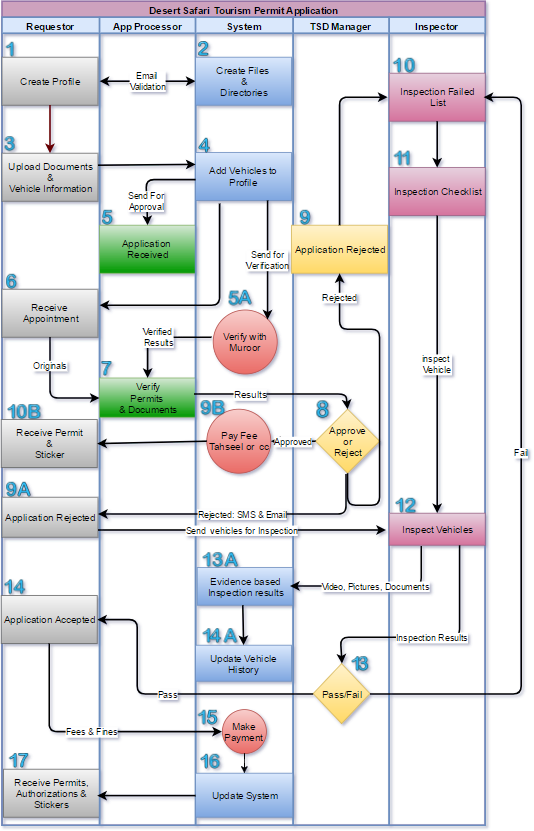 Desert Safari Tourism Permit Application
Requestor
App Processor
System
TSD Manager
Inspector
1
Create Profile
Email
Validation
2
Create Files
&
Directories
10
Inspection Failed
List
3
Upload Documents
&
Vehicle Information
4
Add Vehicles to
Profile
11
Inspection Checklist
Send For
Approval
5
Application
Received
Send for
Verification
9
Application Rejected
6
Receive
Appointment
5A
Verify with
Muroor
Rejected
Verified
Results
inspect
Vehicle
Originals
7
Verify
Permits
& Documents
Results
8
Approve
or
Reject
10B
Receive Permit
&
Sticker
9B
Pay Fee
Tahseel or cc
Approved
Fail
9A
Application Rejected
Rejected: SMS & Email
Send vehicles for Inspection
12
Inspect Vehicles
13A
Evidence based
Inspection results
Video, Pictures, Documents
14
Application Accepted
14A
Update Vehicle
History
Inspection Results
13
Pass/Fail
Pass
15
Make
Payment
Fees & Fines
16
Update System
17
Receive Permits,
Authorizations &
Stickers